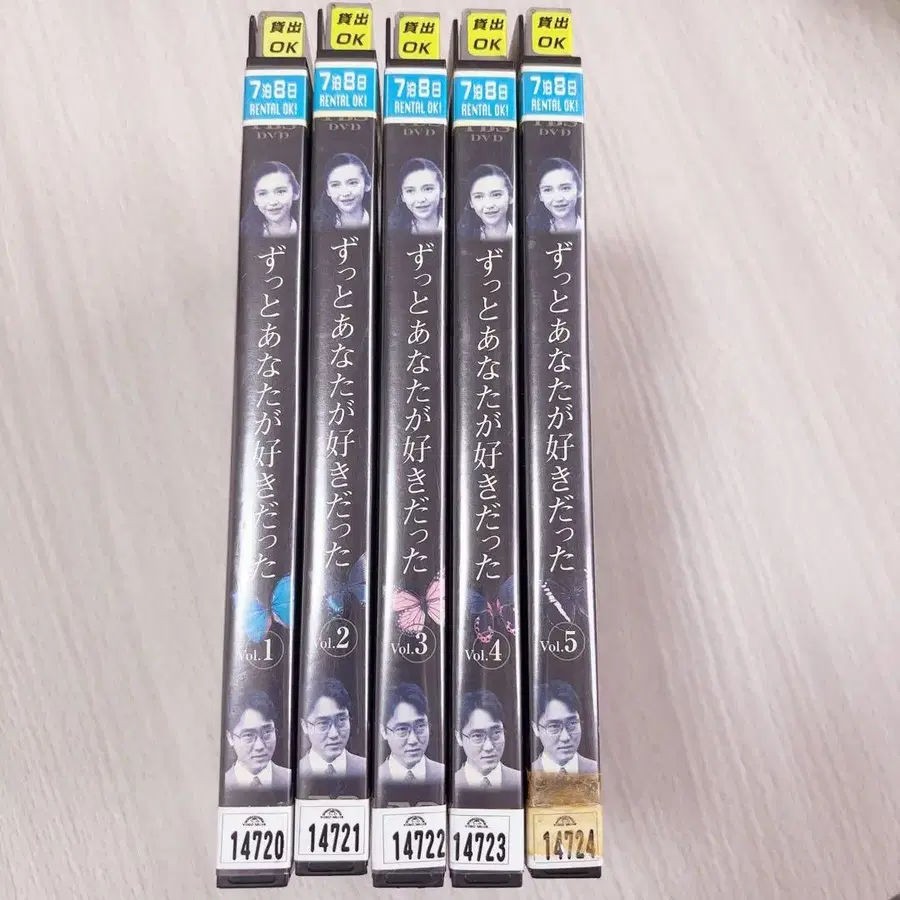 貸出
OK
7泊8日
RENTAL OK!
DVD
ずっとあなたが好きだった
Vol.1
14720
貸出
OK
7泊8日
RENTAL OK!
TBS
DVD
ずっとあなたが好きだった
Vol.2
14721
貸出
OK
7泊8日
RENTAL OK!
TBS
DVD
ずっとあなたが好きだった
Vol.3
14722
貸出
OK
7泊8日
RENTAL OK!
TBS
DVD
ずっとあなたが好きだった
Vol.4
14723
貸出
OK
7泊8日
RENTAL OK!
TBS
DVD
ずっとあなたが好きだった
Vol.5
14724